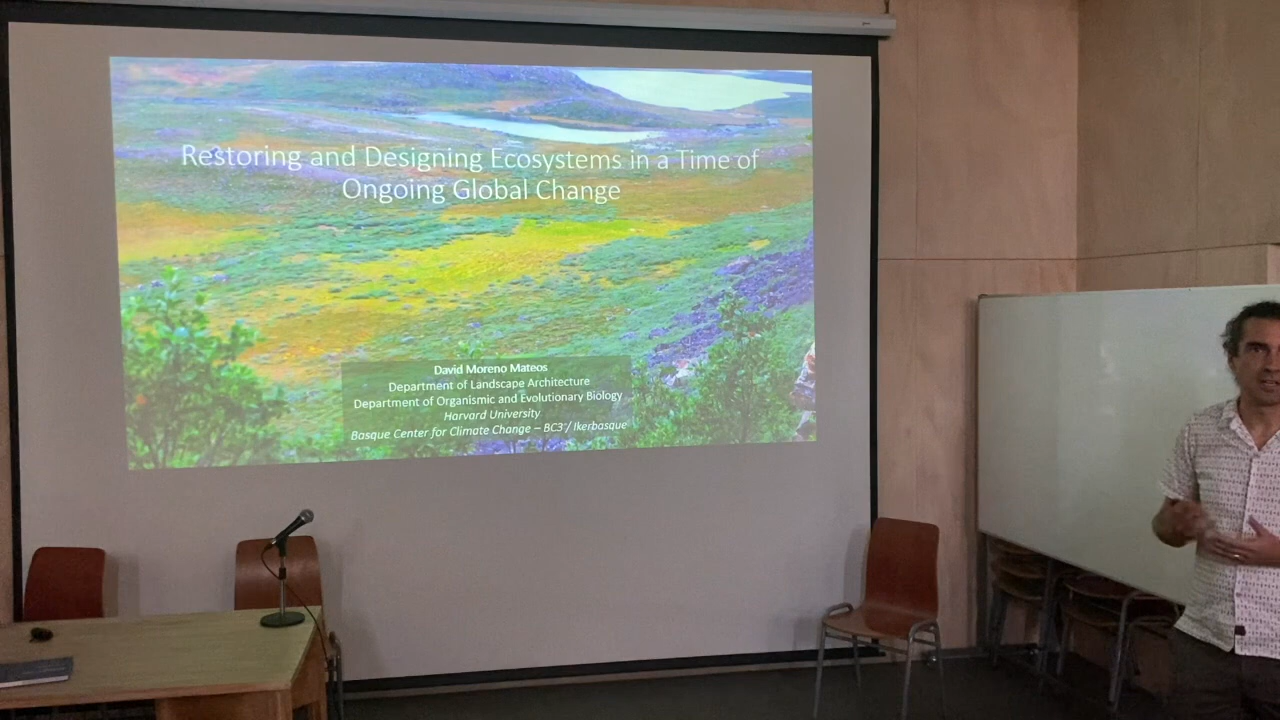 Restoring and Designing Ecosystems in a Time of
Ongoing Global Change
David Moreno Mateos
Department of Landscape Architecture
Department of Organismic and Evolutionary Biology
Harvard University
Basque Center for Climate Change – BC3 / Ikerbasque